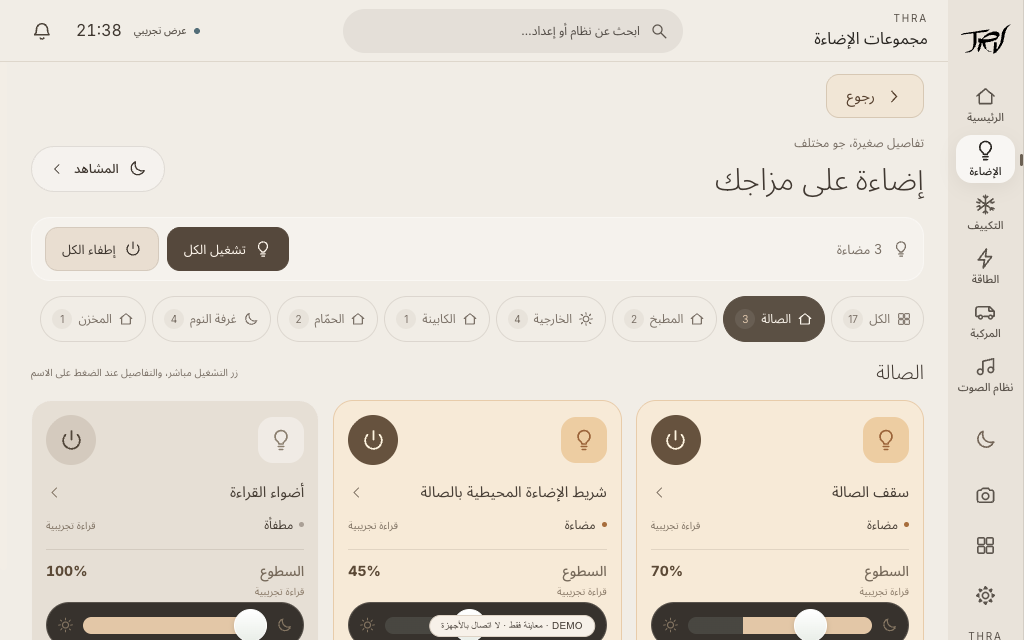 THRA
مجموعات الإضاءة
ابحث عن نظام أو إعداد...
عرض تجريبي
21:38
الرئيسية
الإضاءة
التكييف
الطاقة
المركبة
نظام الصوت
THRA
رجوع
تفاصيل صغيرة، جو مختلف
إضاءة على مزاجك
المشاهد
3 مضاءة
تشغيل الكل
إطفاء الكل
الكل 17
الصالة 3
المطبخ 2
الخارجية 4
الكابينة 1
الحمّام 2
غرفة النوم 4
المخزن 1
الصالة
زر التشغيل مباشر، والتفاصيل عند الضغط على الاسم
سقف الصالة
مضاءة
قراءة تجريبية
السطوع
70%
قراءة تجريبية
شريط الإضاءة المحيطية بالصالة
مضاءة
قراءة تجريبية
السطوع
45%
قراءة تجريبية
أضواء القراءة
مطفأة
قراءة تجريبية
السطوع
100%
قراءة تجريبية
DEMO · معاينة فقط · لا اتصال بالأجهزة